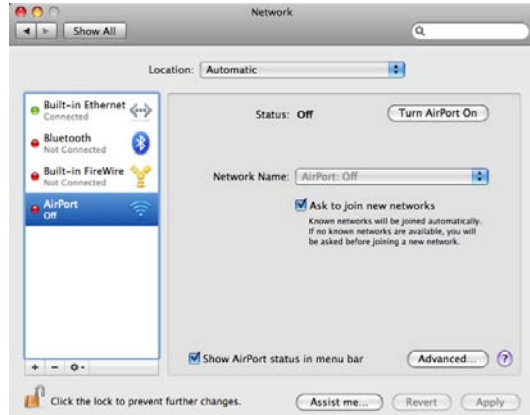 Network
Show All
Location: Automatic
Built-in Ethernet
Connected
Bluetooth
Not Connected
Built-in FireWire
Not Connected
AirPort
Off
Status: Off
Turn AirPort On
Network Name: AirPort: Off
Ask to join new networks
Known networks will be joined automatically.
If no known networks are available, you will
be asked before joining a new network.
Show AirPort status in menu bar
Advanced...
?
Click the lock to prevent further changes.
Assist me...
Revert
Apply